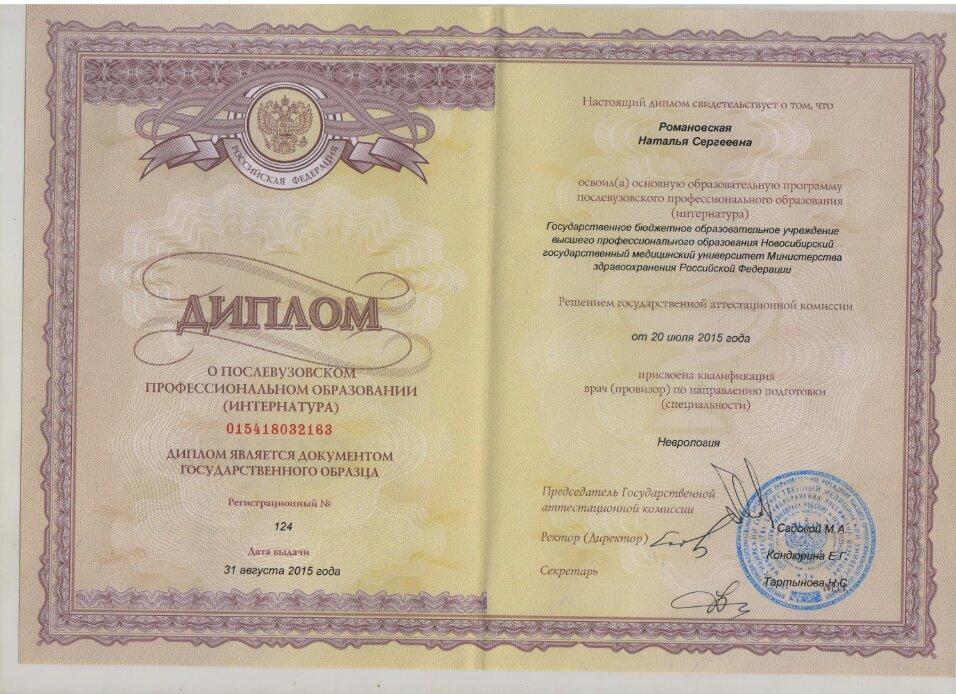 РОССИЙСКАЯ ФЕДЕРАЦИЯ
ДИПЛОМ
О ПОСЛЕВУЗОВСКОМ
ПРОФЕССИОНАЛЬНОМ ОБРАЗОВАНИИ
(ИНТЕРНАТУРА)
015418032163
ДИПЛОМ ЯВЛЯЕТСЯ ДОКУМЕНТОМ
ГОСУДАРСТВЕННОГО ОБРАЗЦА
Регистрационный №
124
Дата выдачи
31 августа 2015 года
Настоящий диплом свидетельствует о том, что
Романовская
Наталья Сергеевна
освоил(а) основную образовательную программу
послевузовского профессионального образования
(интернатура)
Государственное бюджетное образовательное учреждение
высшего профессионального образования Новосибирский
государственный медицинский университет Министерства
здравоохранения Российской Федерации
Решением государственной аттестационной комиссии
от 20 июля 2015 года
присвоена квалификация
врач (провизор) по направлению подготовки
(специальности)
Неврология
Председатель Государственной
аттестационной комиссии
Садовой М.А.
Ректор (Директор)
Кондюрина Е.Г.
Секретарь
Тартынова Н.С.